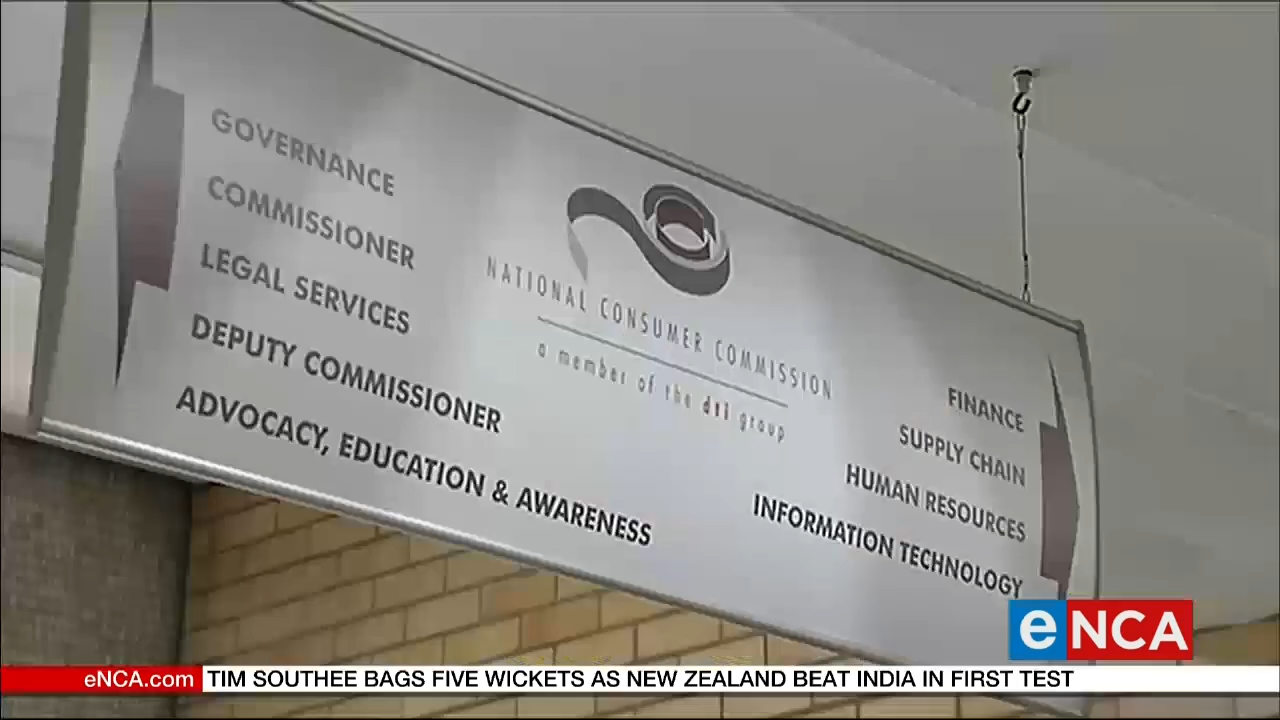 GOVERNANCE
COMMISSIONER
LEGAL SERVICES
DEPUTY COMMISSIONER
ADVOCACY, EDUCATION & AWARENESS
NATIONAL CONSUMER COMMISSION
a member of the dti group
FINANCE
SUPPLY CHAIN
HUMAN RESOURCES
INFORMATION TECHNOLOGY
eNCA
eNCA.com TIM SOUTHEE BAGS FIVE WICKETS AS NEW ZEALAND BEAT INDIA IN FIRST TEST